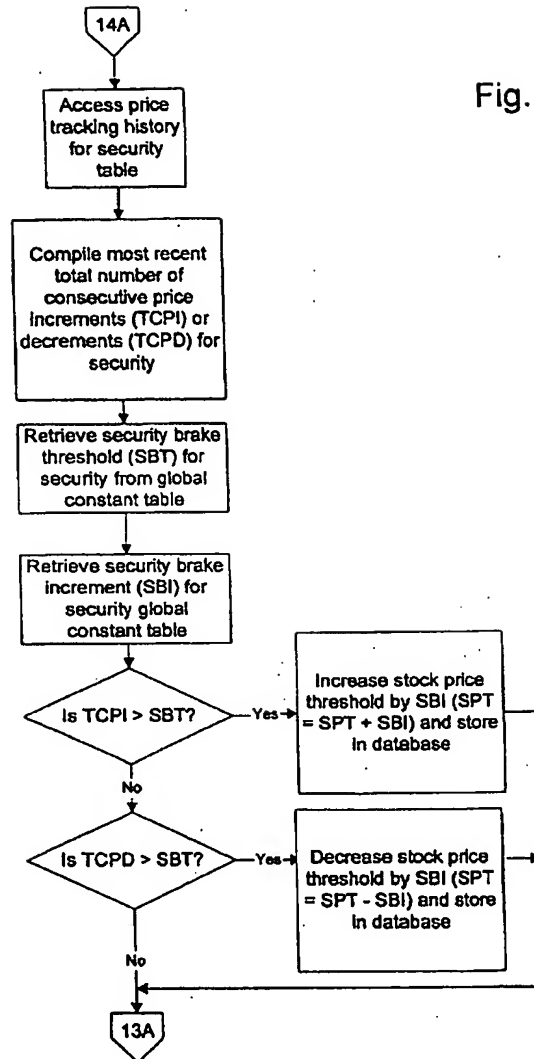 14A
Fig.
Access price
tracking history
for security
table
Compile most recent
total number of
consecutive price
increments (TCPI) or
decrements (TCPD) for
security
Retrieve security brake
threshold (SBT) for
security from global
constant table
Retrieve security brake
increment (SBI) for
security global
constant table
Is TCPI > SBT?
Yes
Increase stock price
threshold by SBI (SPT
= SPT + SBI) and store
in database
No
Is TCPD > SBT?
Yes
Decrease stock price
threshold by SBI (SPT
= SPT - SBI) and store
in database
No
13A